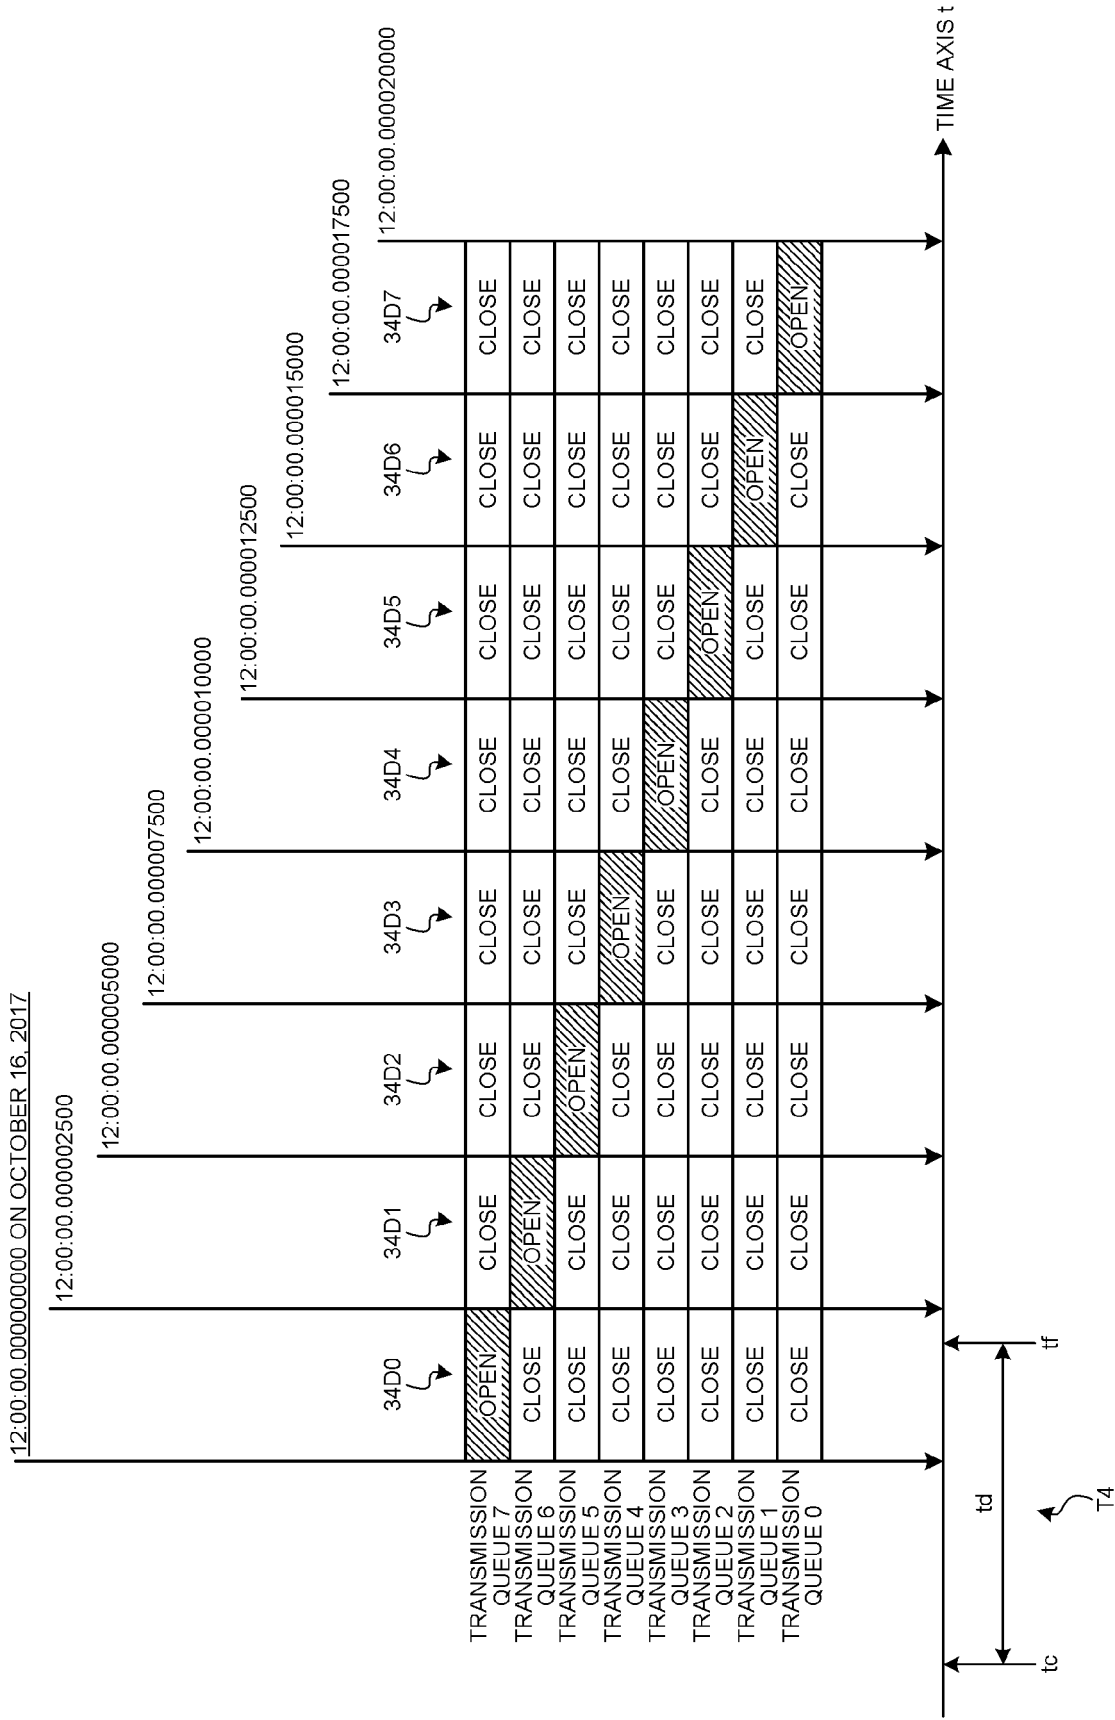 12:00:00.000000000 ON OCTOBER 16, 2017
12:00:00.000002500
12:00:00.000005000
12:00:00.000007500
12:00:00.000010000
12:00:00.000012500
12:00:00.000015000
12:00:00.000017500
12:00:00.000020000
34D0 34D1 34D2 34D3 34D4 34D5 34D6 34D7
TRANSMISSION
QUEUE 7
OPEN CLOSE CLOSE CLOSE CLOSE CLOSE CLOSE CLOSE
TRANSMISSION
QUEUE 6
CLOSE OPEN CLOSE CLOSE CLOSE CLOSE CLOSE CLOSE
TRANSMISSION
QUEUE 5
CLOSE CLOSE OPEN CLOSE CLOSE CLOSE CLOSE CLOSE
TRANSMISSION
QUEUE 4
CLOSE CLOSE CLOSE OPEN CLOSE CLOSE CLOSE CLOSE
TRANSMISSION
QUEUE 3
CLOSE CLOSE CLOSE CLOSE OPEN CLOSE CLOSE CLOSE
TRANSMISSION
QUEUE 2
CLOSE CLOSE CLOSE CLOSE CLOSE OPEN CLOSE CLOSE
TRANSMISSION
QUEUE 1
CLOSE CLOSE CLOSE CLOSE CLOSE CLOSE OPEN CLOSE
TRANSMISSION
QUEUE 0
CLOSE CLOSE CLOSE CLOSE CLOSE CLOSE CLOSE OPEN
TIME AXIS t
td
tc tf
T4